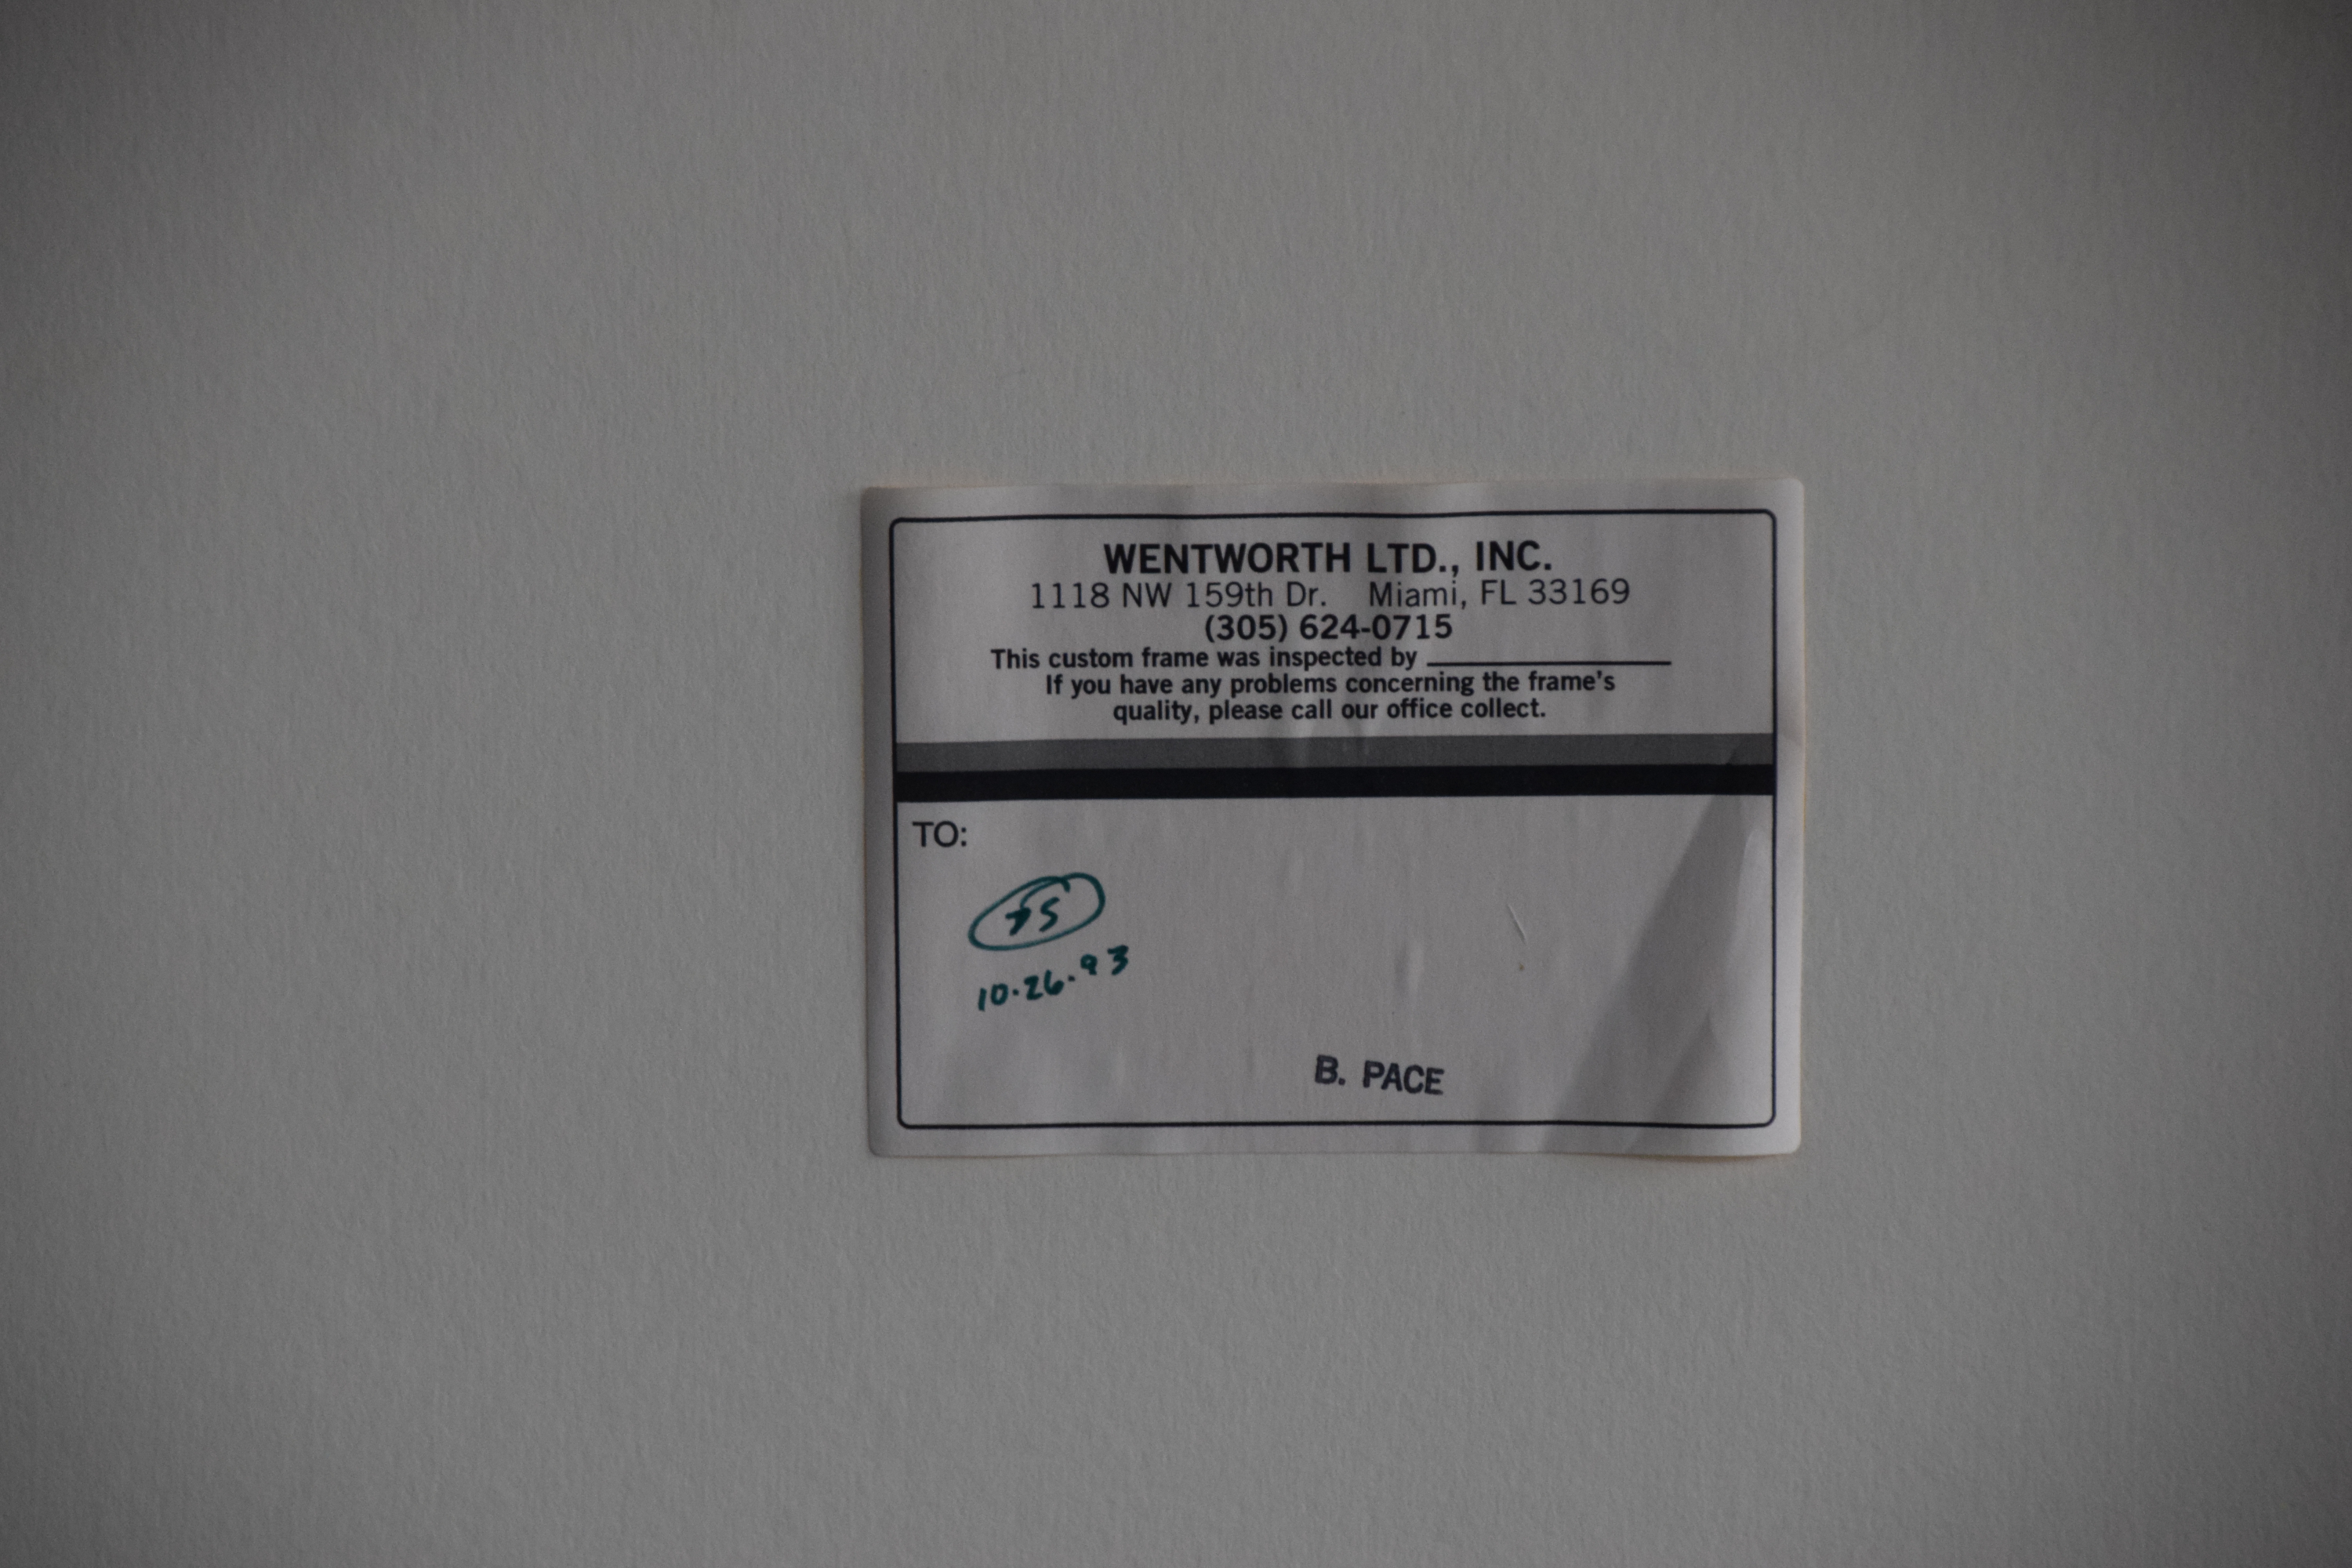 WENTWORTH LTD., INC.
1118 NW 159th Dr. Miami, FL 33169
(305) 624-0715
This custom frame was inspected by
If you have any problems concerning the frame's
quality, please call our office collect.
TO:
10·26·93
B. PACE